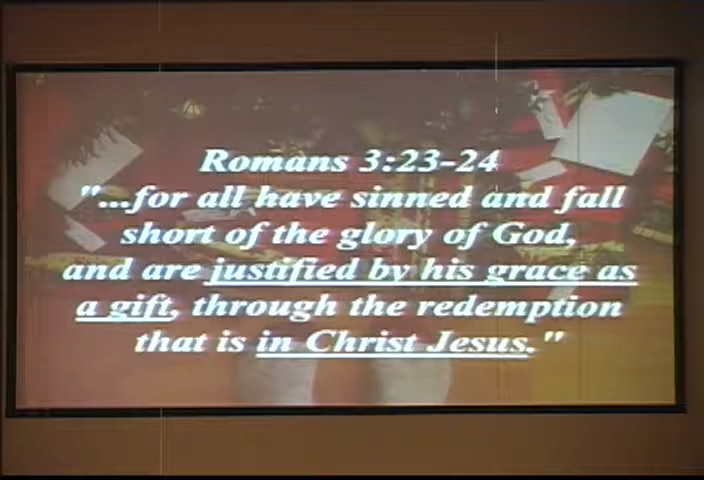 Romans 3:23-24
"...for all have sinned and fall
short of the glory of God,
and are justified by his grace as
a gift, through the redemption
that is in Christ Jesus."